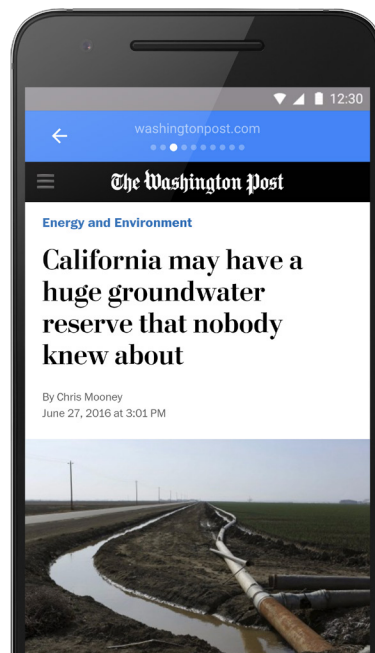 12:30
washingtonpost.com
The Washington Post
Energy and Environment
California may have a
huge groundwater
reserve that nobody
knew about
By Chris Mooney
June 27, 2016 at 3:01 PM